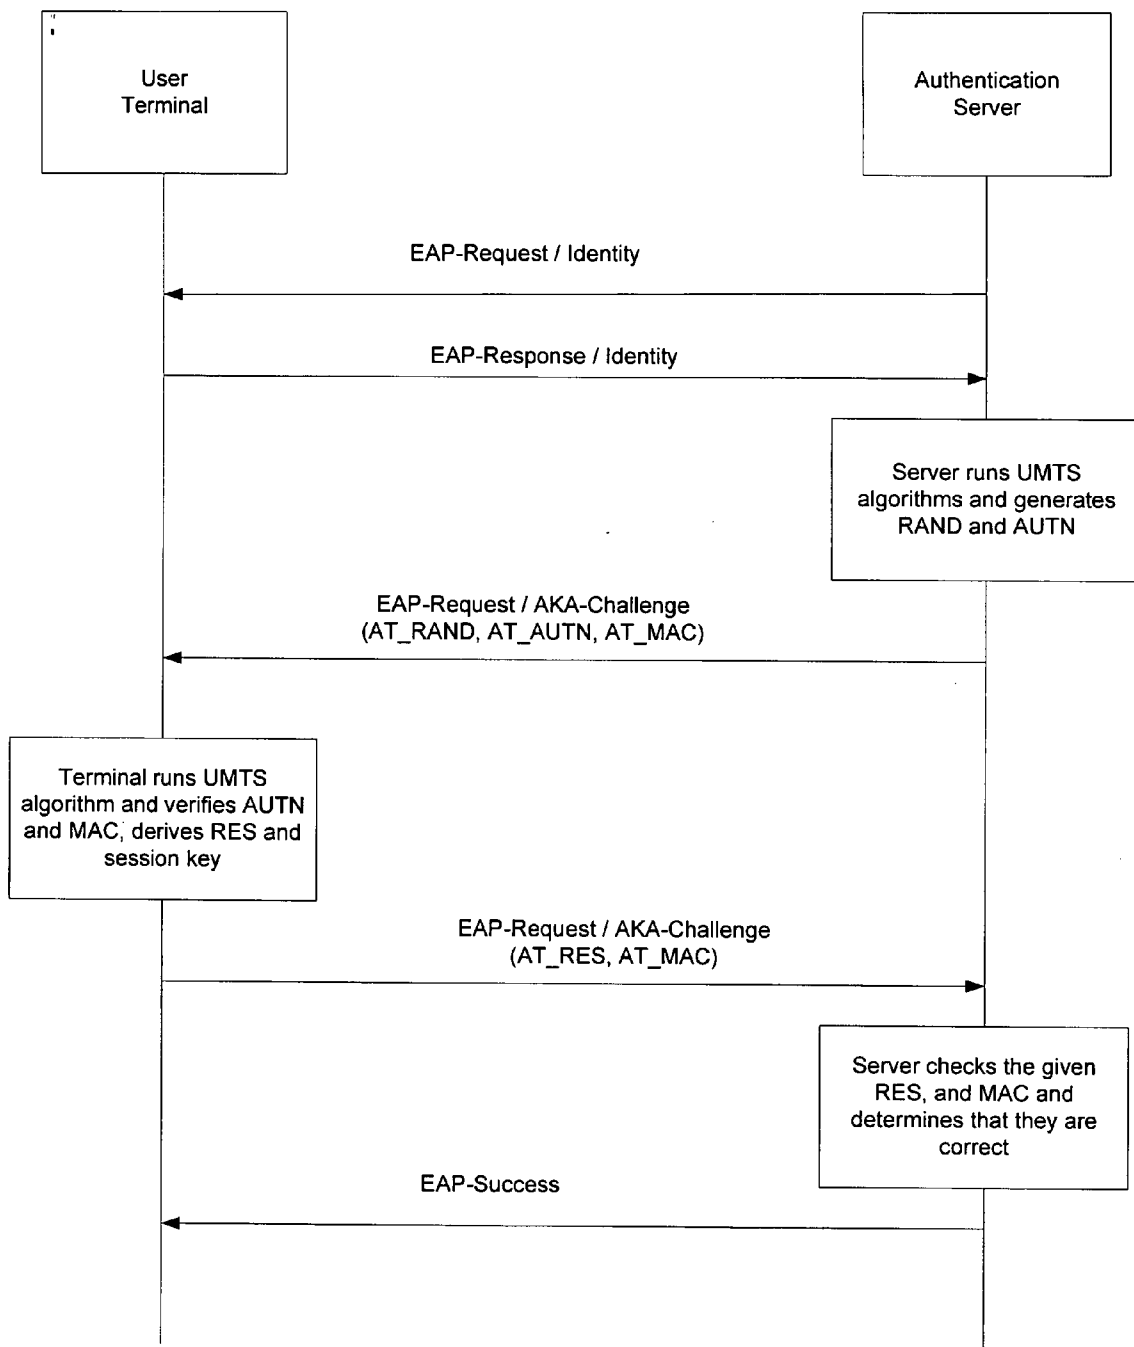 User
Terminal
Authentication
Server
EAP-Request / Identity
EAP-Response / Identity
Server runs UMTS
algorithms and generates
RAND and AUTN
EAP-Request / AKA-Challenge
(AT_RAND, AT_AUTN, AT_MAC)
Terminal runs UMTS
algorithm and verifies AUTN
and MAC, derives RES and
session key
EAP-Request / AKA-Challenge
(AT_RES, AT_MAC)
Server checks the given
RES, and MAC and
determines that they are
correct
EAP-Success